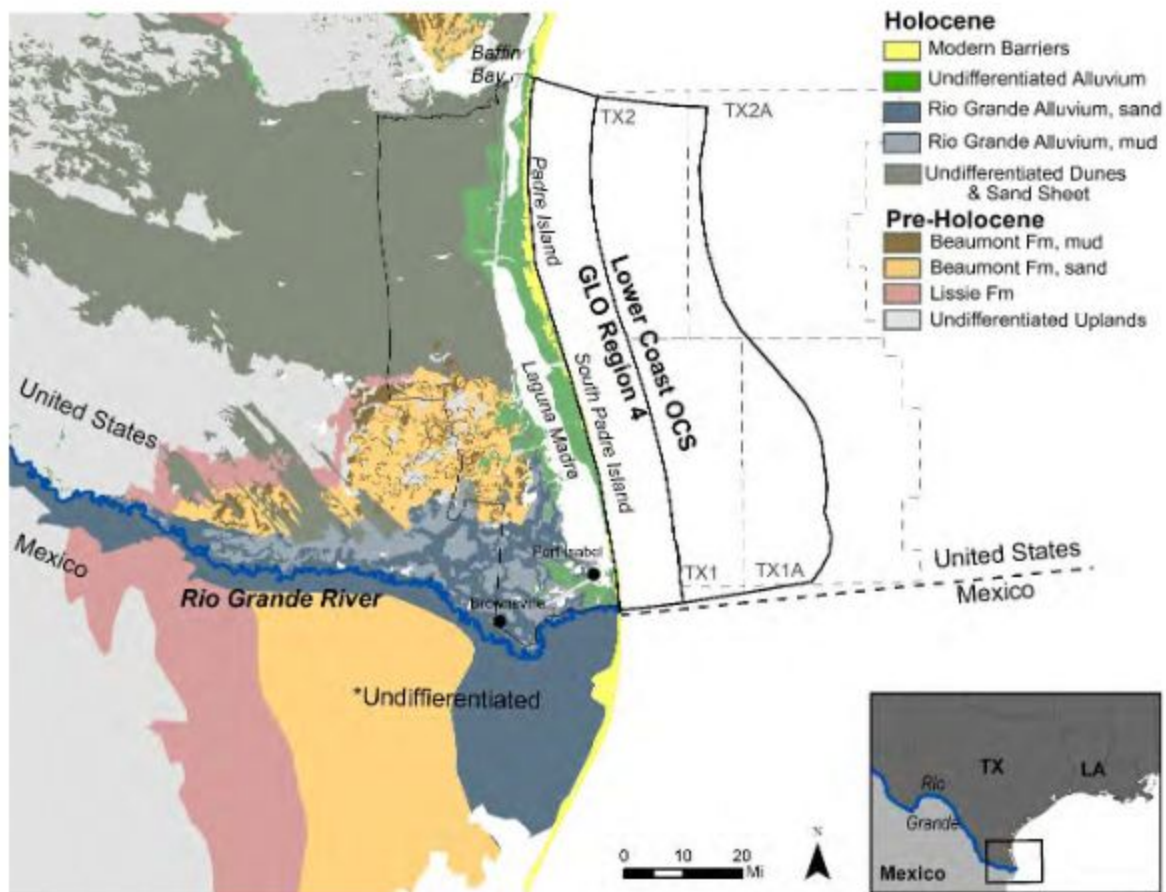 Holocene
Modern Barriers
Undifferentiated Alluvium
Rio Grande Alluvium, sand
Rio Grande Alluvium, mud
Undifferentiated Dunes
& Sand Sheet
Pre-Holocene
Beaumont Fm, mud
Beaumont Fm, sand
Lissie Fm
Undifferentiated Uplands
Baffin
Bay
TX2
TX2A
Padre Island
Lower Coast OCS
GLO Region 4
South Padre Island
Laguna Madre
United States
Mexico
Rio Grande River
Port Isabel
Brownsville
TX1
TX1A
United States
Mexico
*Undiffierentiated
N
0 10 20
Mi
TX
LA
Rio
Grande
Mexico